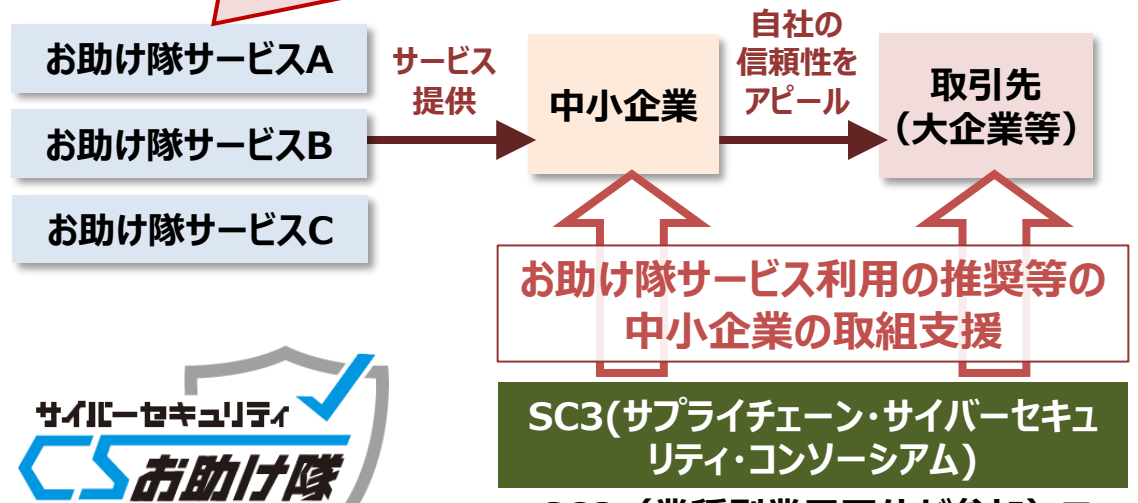 お助け隊サービスA
お助け隊サービスB
お助け隊サービスC
サービス
提供
中小企業
自社の
信頼性を
アピール
取引先
（大企業等）
お助け隊サービス利用の推奨等の
中小企業の取組支援
SC3(サプライチェーン・サイバーセキュ
リティ・コンソーシアム)
サイバーセキュリティ
CSお助け隊